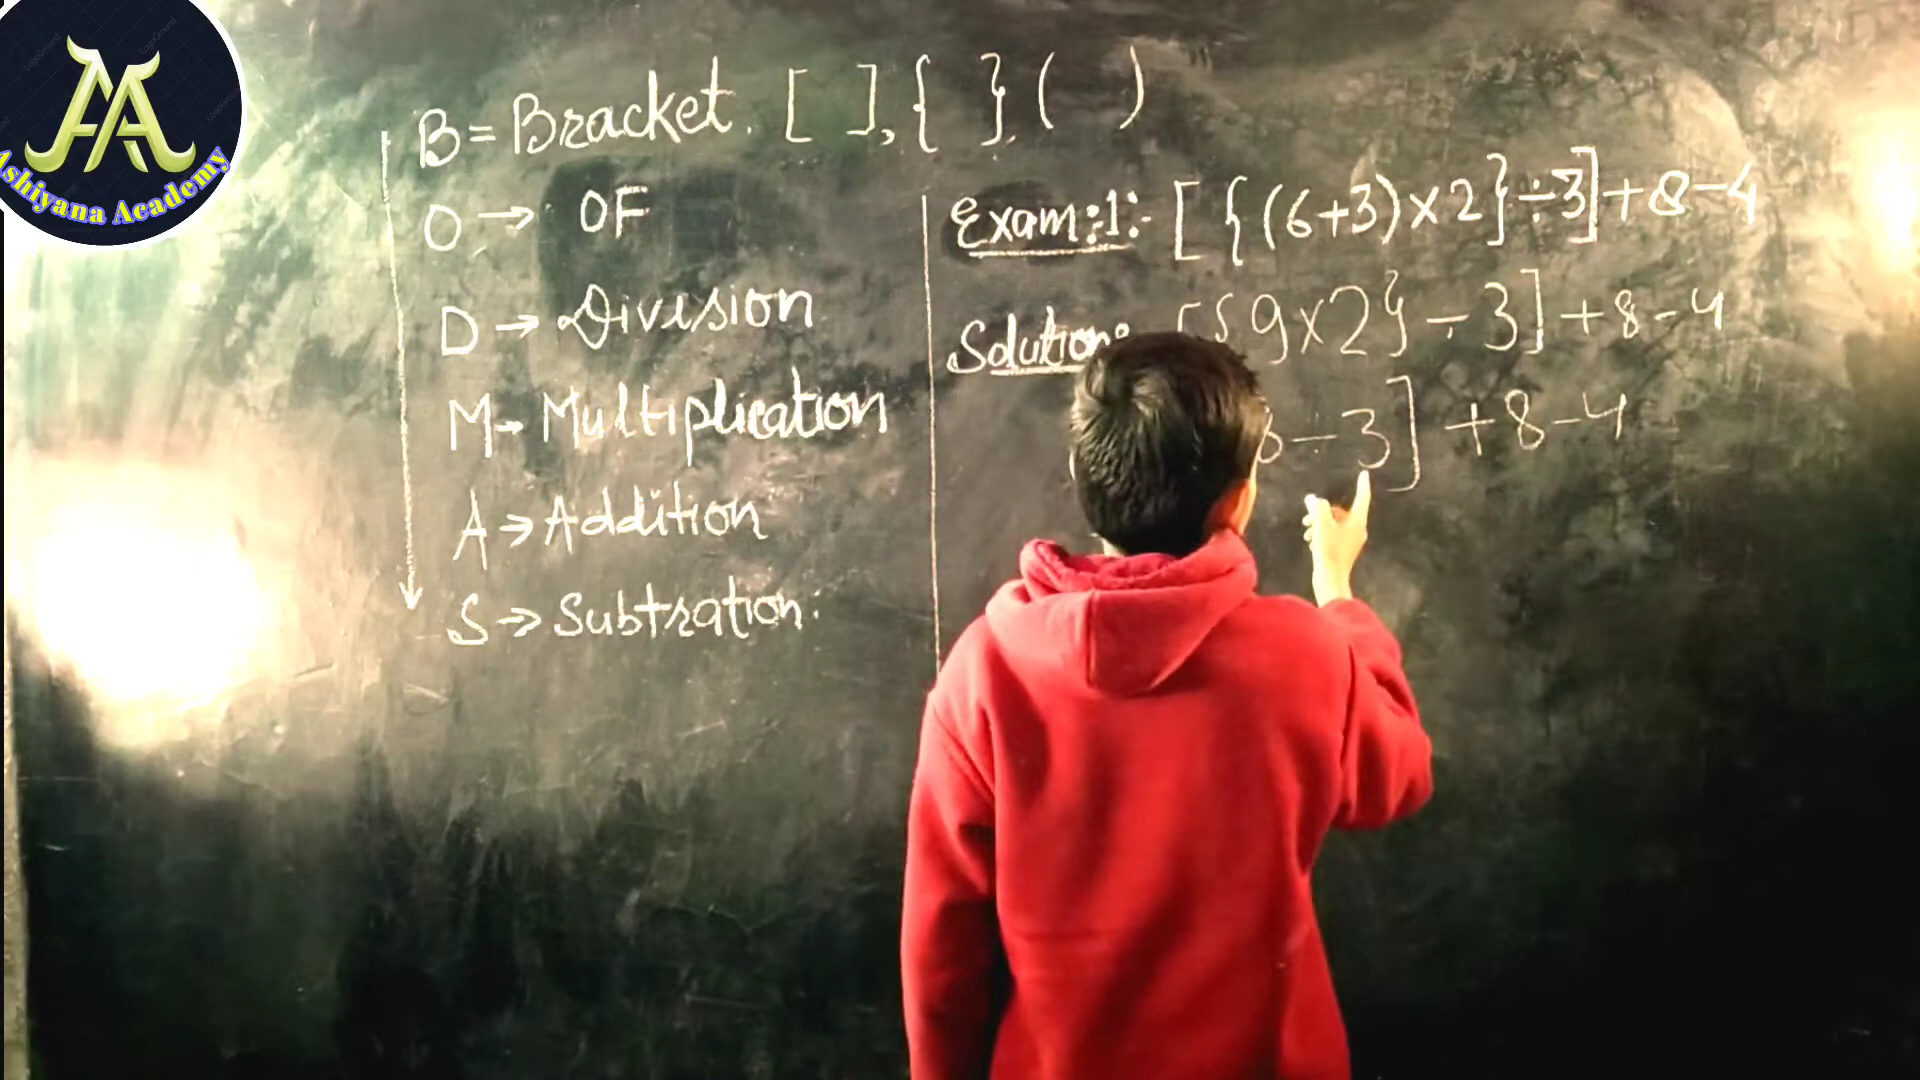 Ashiyana Academy
B = Bracket. [ ], { }, ( )
O → OF
D → Division
M → Multiplication
A → Addition
S → Subtration.
Exam:1:- [{(6+3)×2}÷3]+8-4
Solution: [{9×2}÷3]+8-4
÷3]+8-4